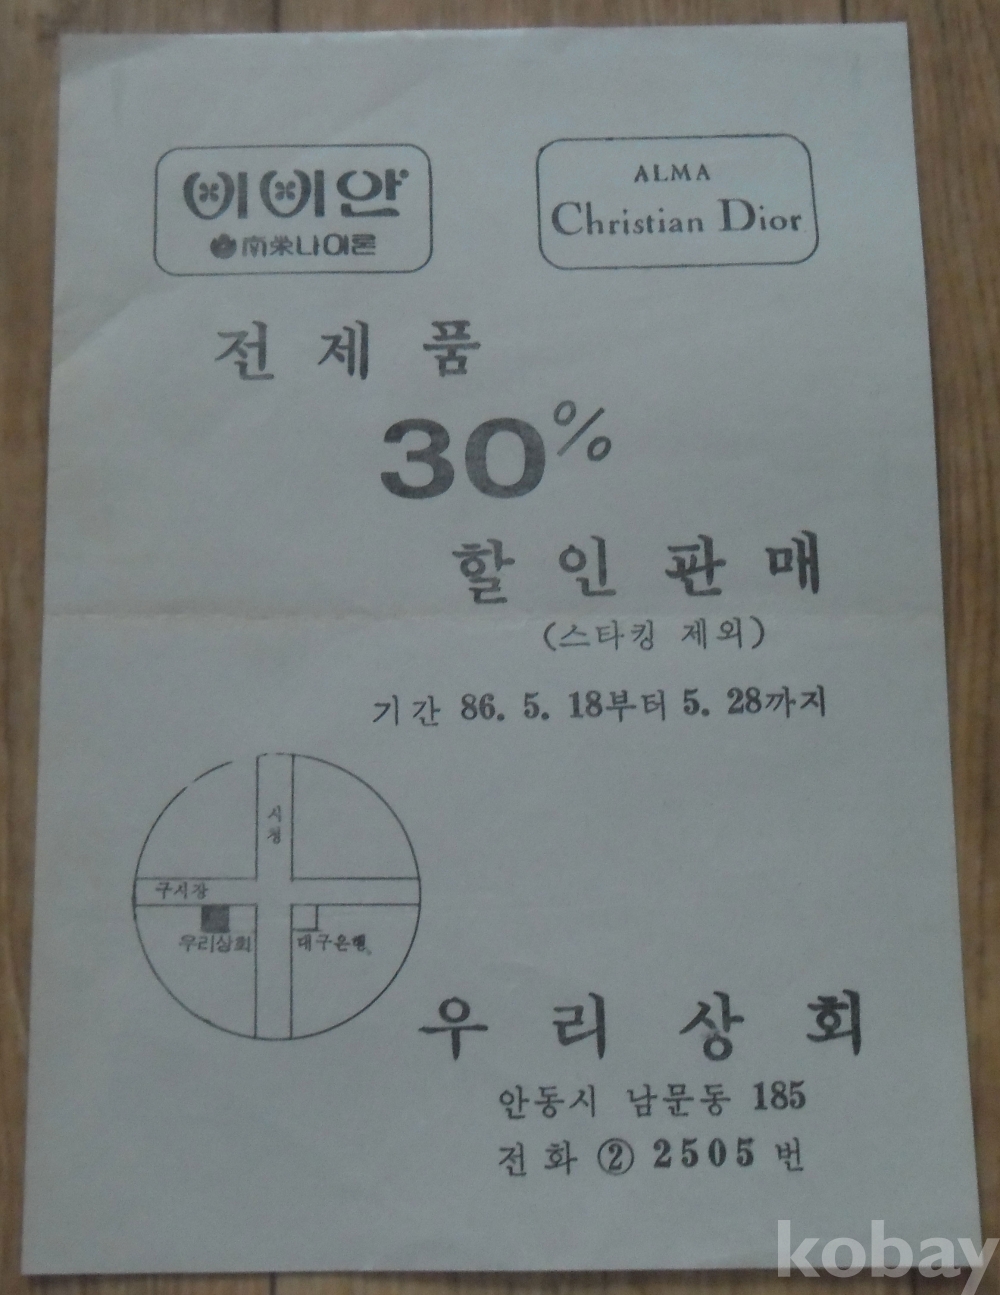 비비안
南栄나이론
ALMA
Christian Dior
전 제 품
30%
할 인 판 매
(스타킹 제외)
기간 86. 5. 18부터 5. 28까지
시청
구시장
우리상회
대구은행
우 리 상 회
안동시 남문동 185
전화 ② 2505 번
kobay